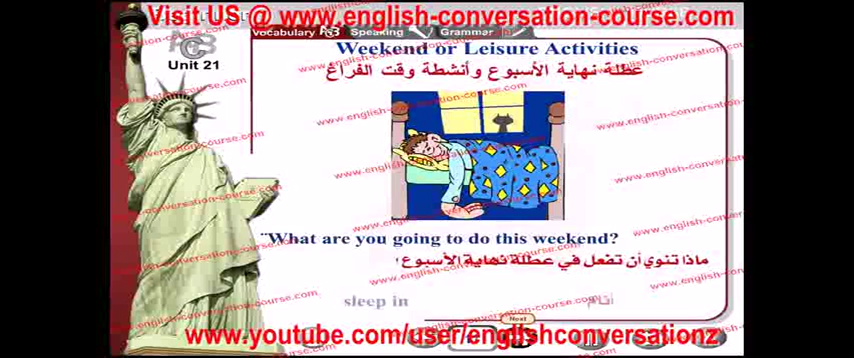 Visit US @ www.english-conversation-course.com
Vocabulary Speaking Grammar
Unit 21
Weekend or Leisure Activities
عطلة نهاية الأسبوع وأنشطة وقت الفراغ
What are you going to do this weekend?
ماذا تنوي أن تفعل في عطلة نهاية الأسبوع؟
sleep in
أنام
Next
www.youtube.com/user/englishconversationz